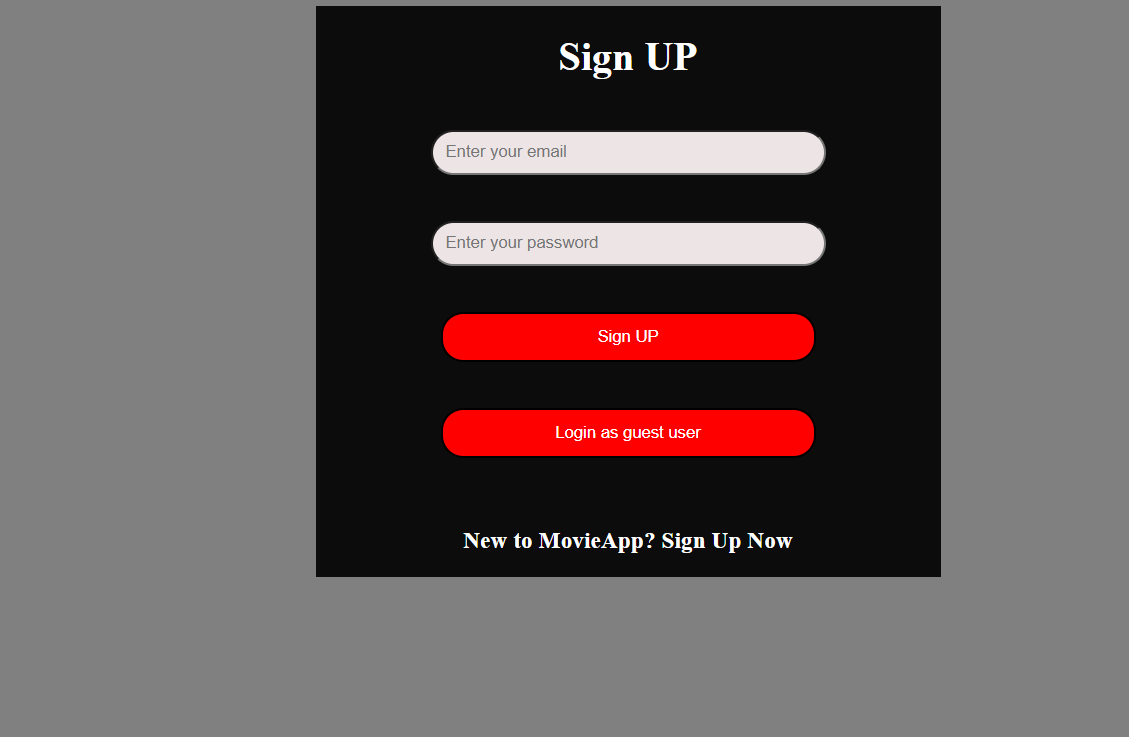 Sign UP
Enter your email
Enter your password
Sign UP
Login as guest user
New to MovieApp? Sign Up Now